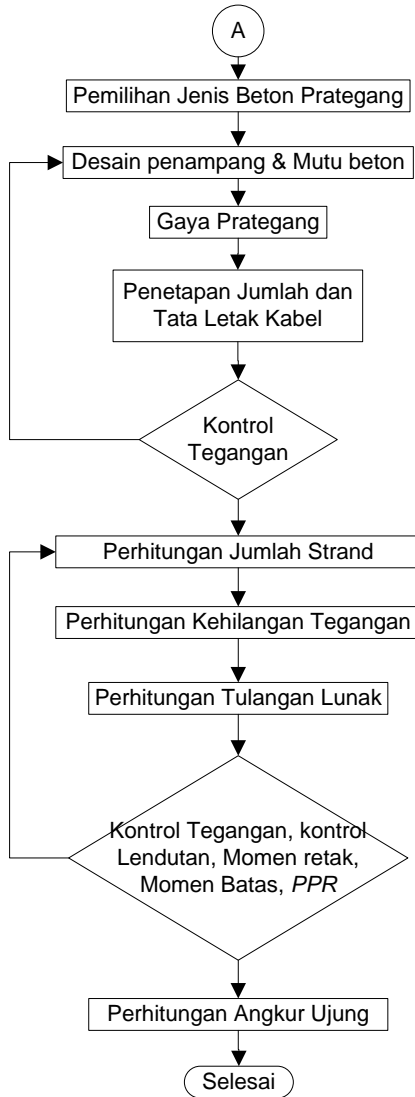 A
Pemilihan Jenis Beton Prategang
Desain penampang & Mutu beton
Gaya Prategang
Penetapan Jumlah dan
Tata Letak Kabel
Kontrol
Tegangan
Perhitungan Jumlah Strand
Perhitungan Kehilangan Tegangan
Perhitungan Tulangan Lunak
Kontrol Tegangan, kontrol
Lendutan, Momen retak,
Momen Batas, PPR
Perhitungan Angkur Ujung
Selesai